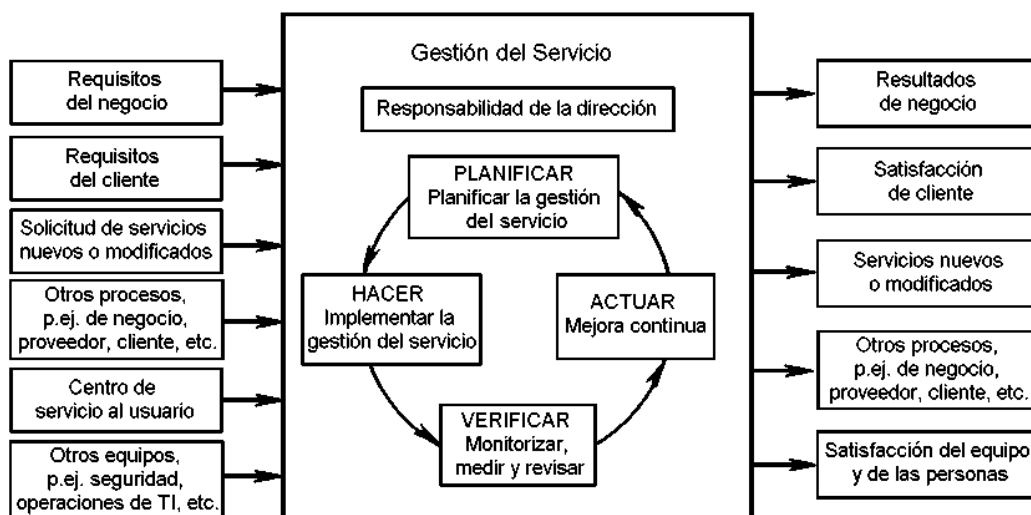 Gestión del Servicio
Responsabilidad de la dirección
Requisitos
del negocio
Requisitos
del cliente
Solicitud de servicios
nuevos o modificados
Otros procesos,
p.ej. de negocio,
proveedor, cliente, etc.
Centro de
servicio al usuario
Otros equipos,
p.ej. seguridad,
operaciones de TI, etc.
PLANIFICAR
Planificar la gestión
del servicio
HACER
Implementar la
gestión del servicio
ACTUAR
Mejora continua
VERIFICAR
Monitorizar,
medir y revisar
Resultados
de negocio
Satisfacción
de cliente
Servicios nuevos
o modificados
Otros procesos,
p.ej. de negocio,
proveedor, cliente, etc.
Satisfacción del equipo
y de las personas